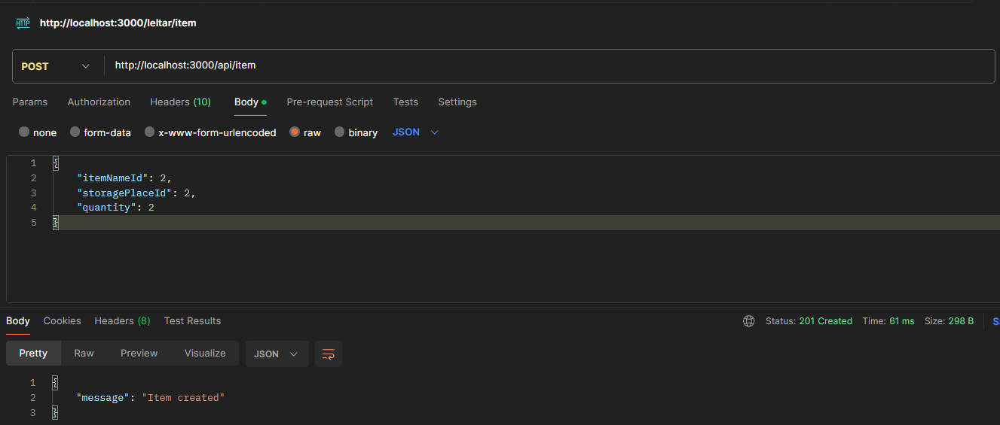 HTTP http://localhost:3000/leltar/item
POST http://localhost:3000/api/item
Params Authorization Headers (10) Body Pre-request Script Tests Settings
none form-data x-www-form-urlencoded raw binary JSON
1 {
2 "itemNameId": 2,
3 "storagePlaceId": 2,
4 "quantity": 2
5 }
Body Cookies Headers (8) Test Results Status: 201 Created Time: 61 ms Size: 298 B
Pretty Raw Preview Visualize JSON
1 {
2 "message": "Item created"
3 }